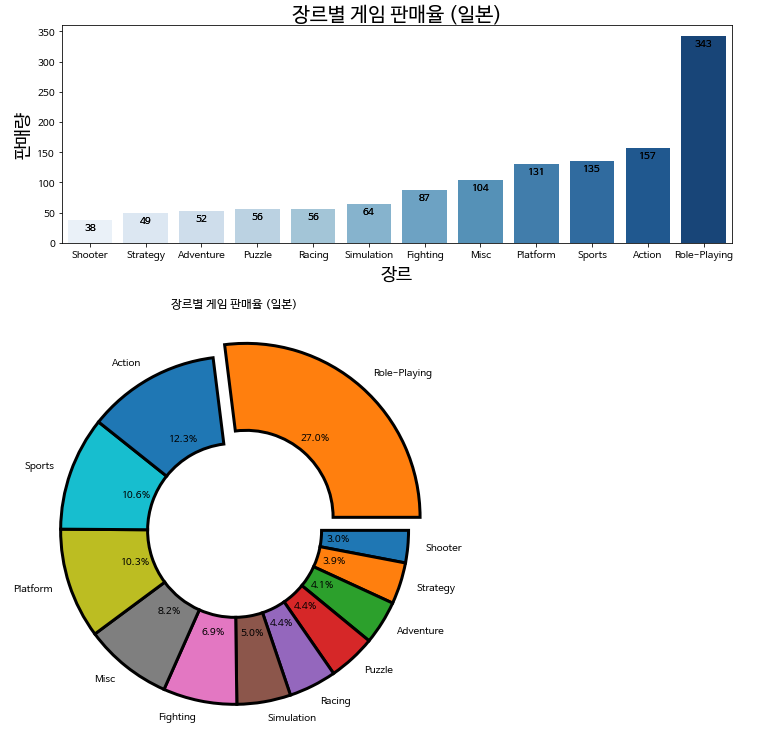 장르별 게임 판매율 (일본)
판매량
350
300
250
200
150
100
50
0
38 49 52 56 56 64 87 104 131 135 157 343
Shooter Strategy Adventure Puzzle Racing Simulation Fighting Misc Platform Sports Action Role-Playing
장르
장르별 게임 판매율 (일본)
Action
Role-Playing
12.3%
27.0%
Sports
10.6%
Platform
10.3%
3.0%
Shooter
3.9%
Strategy
4.1%
Adventure
8.2%
4.4%
Puzzle
6.9%
5.0%
4.4%
Misc
Racing
Fighting
Simulation